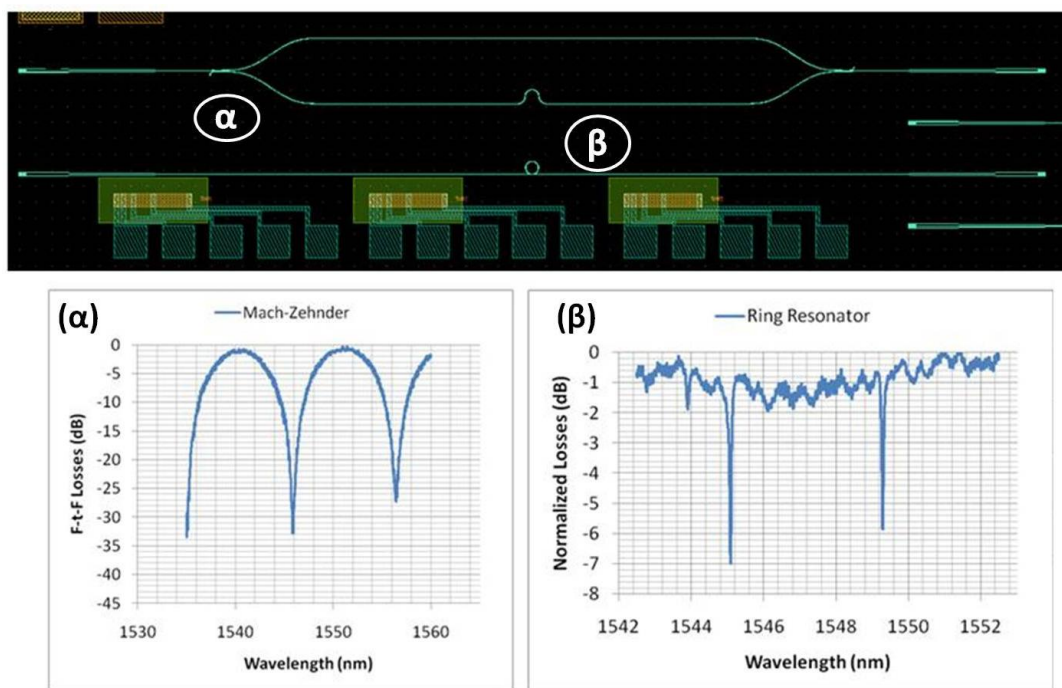 α
β
(α)
Mach-Zehnder
0
-5
-10
-15
-20
-25
-30
-35
-40
-45
F-t-F Losses (dB)
1530
1540
1550
1560
Wavelength (nm)
(β)
Ring Resonator
0
-1
-2
-3
-4
-5
-6
-7
-8
Normalized Losses (dB)
1542
1544
1546
1548
1550
1552
Wavelength (nm)